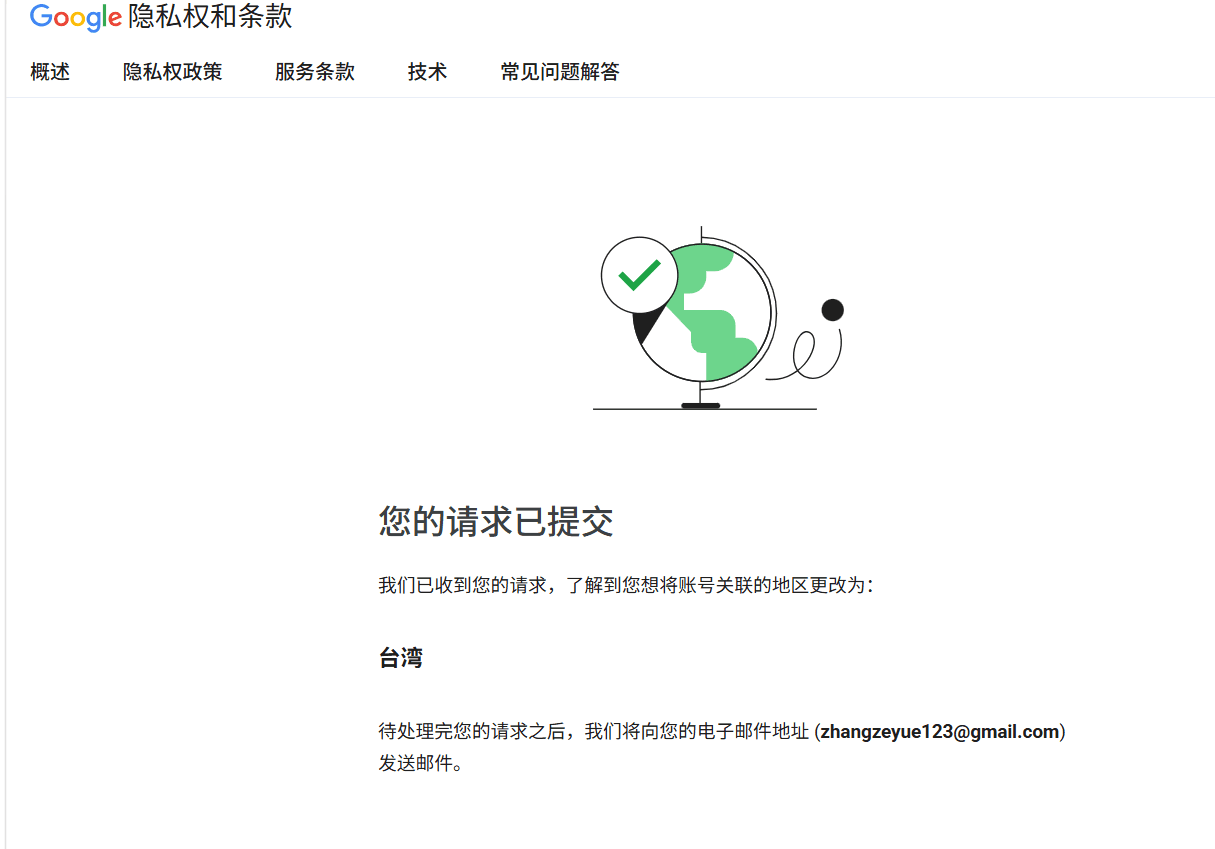 Google 隐私权和条款
概述 隐私权政策 服务条款 技术 常见问题解答
您的请求已提交
我们已收到您的请求，了解到您想将账号关联的地区更改为：
台湾
待处理完您的请求之后，我们将向您的电子邮件地址 (zhangzeyue123@gmail.com)
发送邮件。